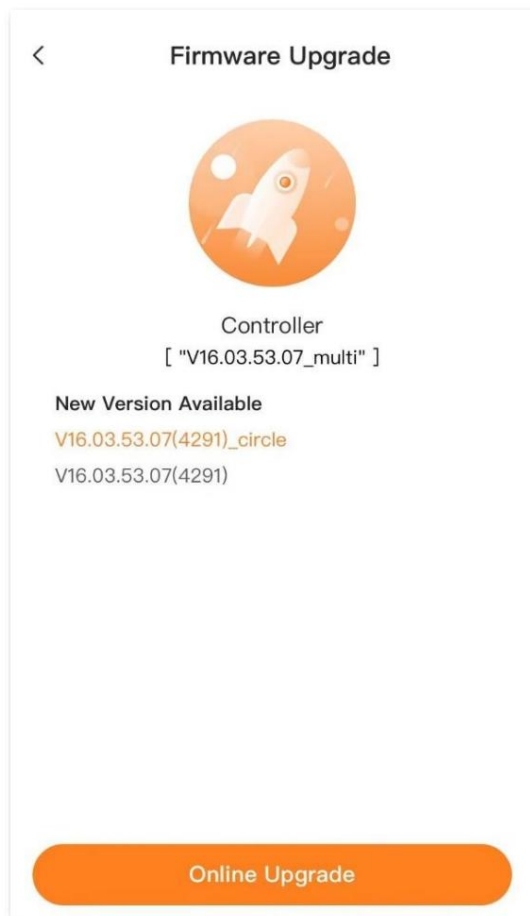 Firmware Upgrade
Controller
[ "V16.03.53.07_multi" ]
New Version Available
V16.03.53.07(4291)_circle
V16.03.53.07(4291)
Online Upgrade